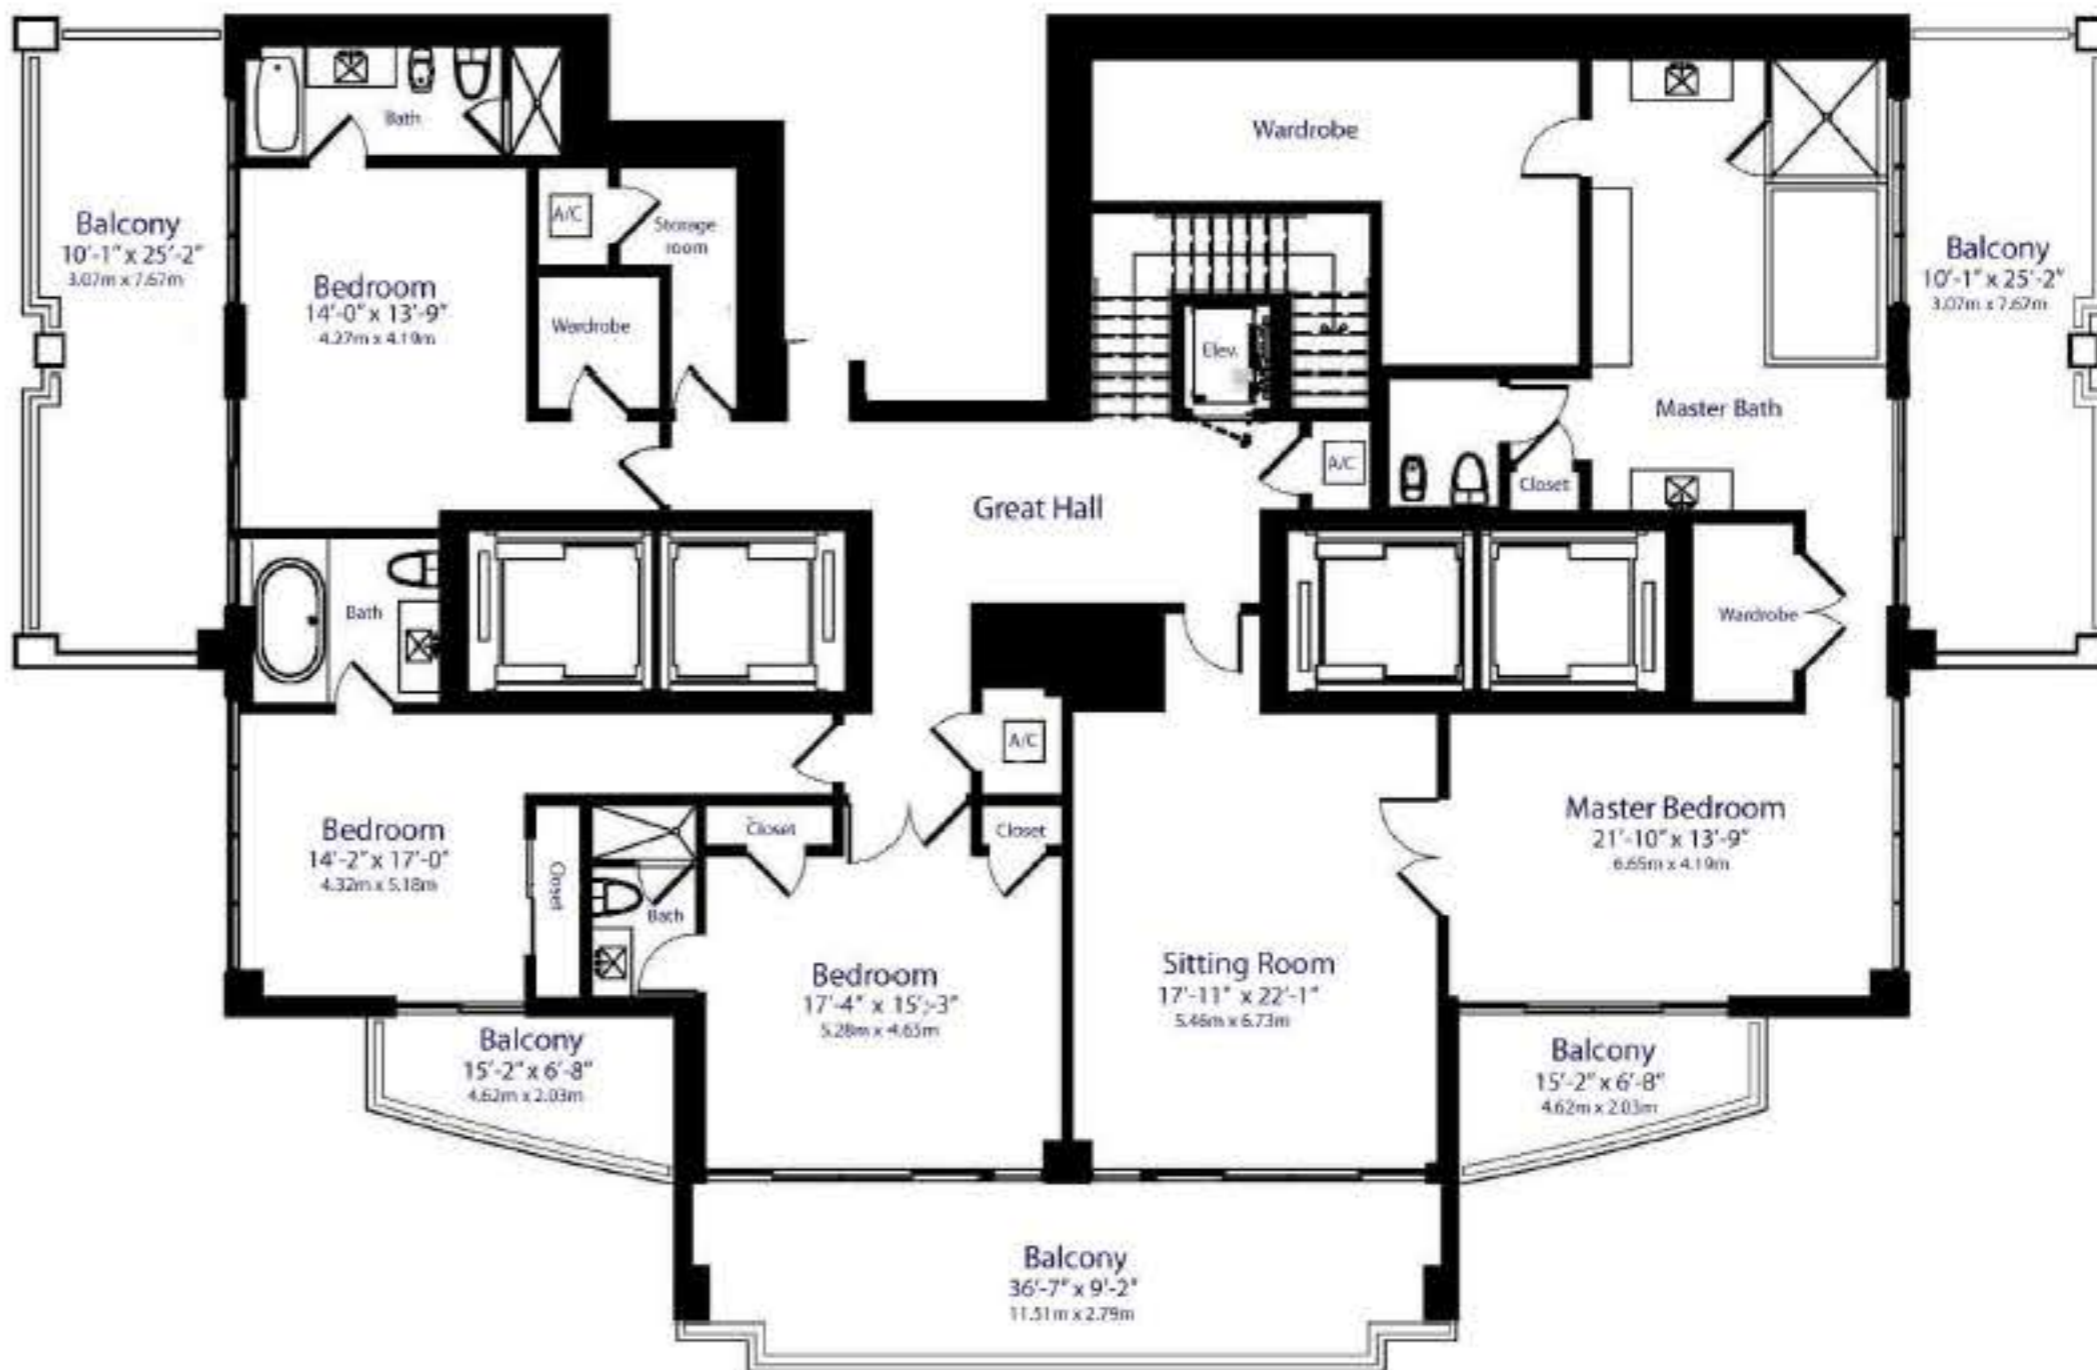 Bath
Wardrobe
Balcony
10'-1" x 25'-2"
3.07m x 7.67m
A/C
Storage
room
Bedroom
14'-0" x 13'-9"
4.27m x 4.19m
Wardrobe
Elev.
Balcony
10'-1" x 25'-2"
3.07m x 7.67m
Master Bath
A/C
Closet
Great Hall
Bath
Wardrobe
A/C
Bedroom
14'-2" x 17'-0"
4.32m x 5.18m
Closet
Closet
Closet
Bath
Master Bedroom
21'-10" x 13'-9"
6.65m x 4.19m
Bedroom
17'-4" x 15';-3"
5.28m x 4.65m
Sitting Room
17'-11" x 22'-1"
5.46m x 6.73m
Balcony
15'-2" x 6'-8"
4.62m x 2.03m
Balcony
15'-2" x 6'-8"
4.62m x 2.03m
Balcony
36'-7" x 9'-2"
11.51m x 2.79m